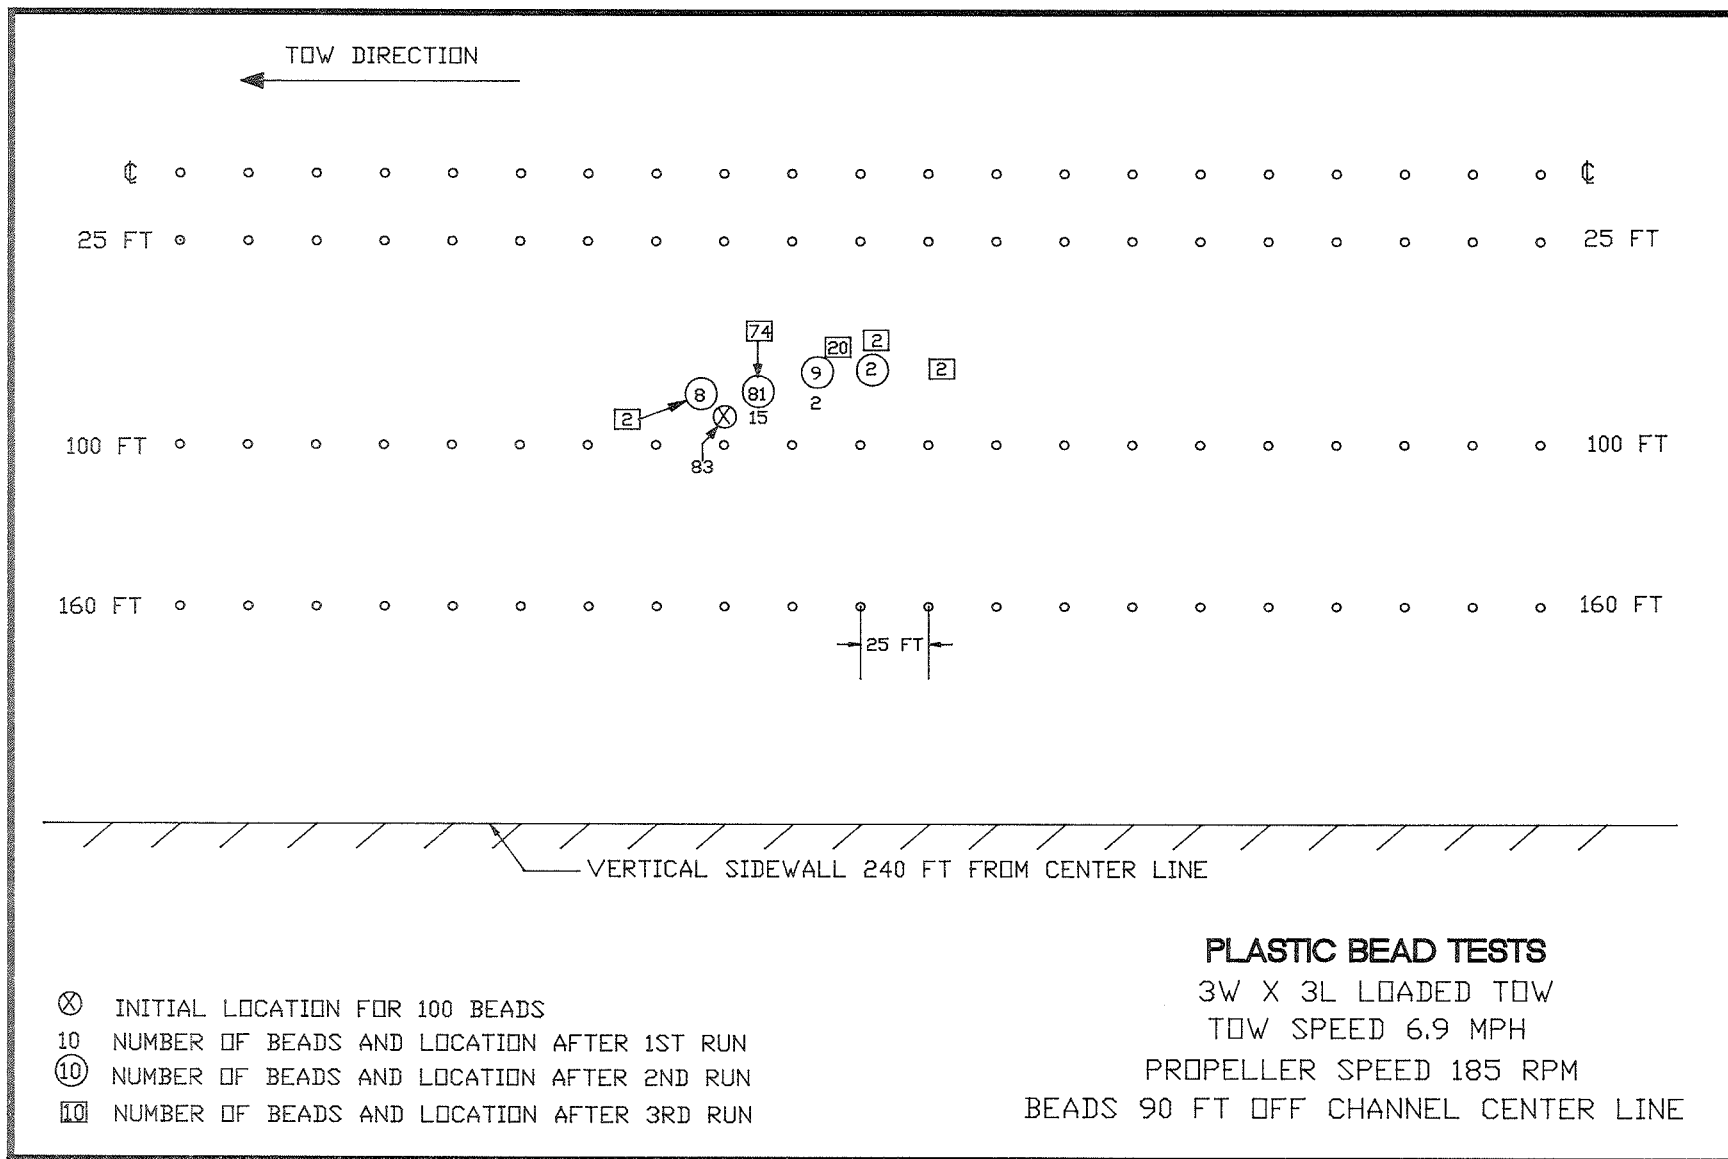 TOW DIRECTION
℄ ℄
25 FT 25 FT
74
20 2
9 2 2
8 81
2 2
15
100 FT 100 FT
83
160 FT 160 FT
25 FT
VERTICAL SIDEWALL 240 FT FROM CENTER LINE
PLASTIC BEAD TESTS
3W X 3L LOADED TOW
TOW SPEED 6.9 MPH
PROPELLER SPEED 185 RPM
BEADS 90 FT OFF CHANNEL CENTER LINE
X INITIAL LOCATION FOR 100 BEADS
10 NUMBER OF BEADS AND LOCATION AFTER 1ST RUN
10 NUMBER OF BEADS AND LOCATION AFTER 2ND RUN
10 NUMBER OF BEADS AND LOCATION AFTER 3RD RUN